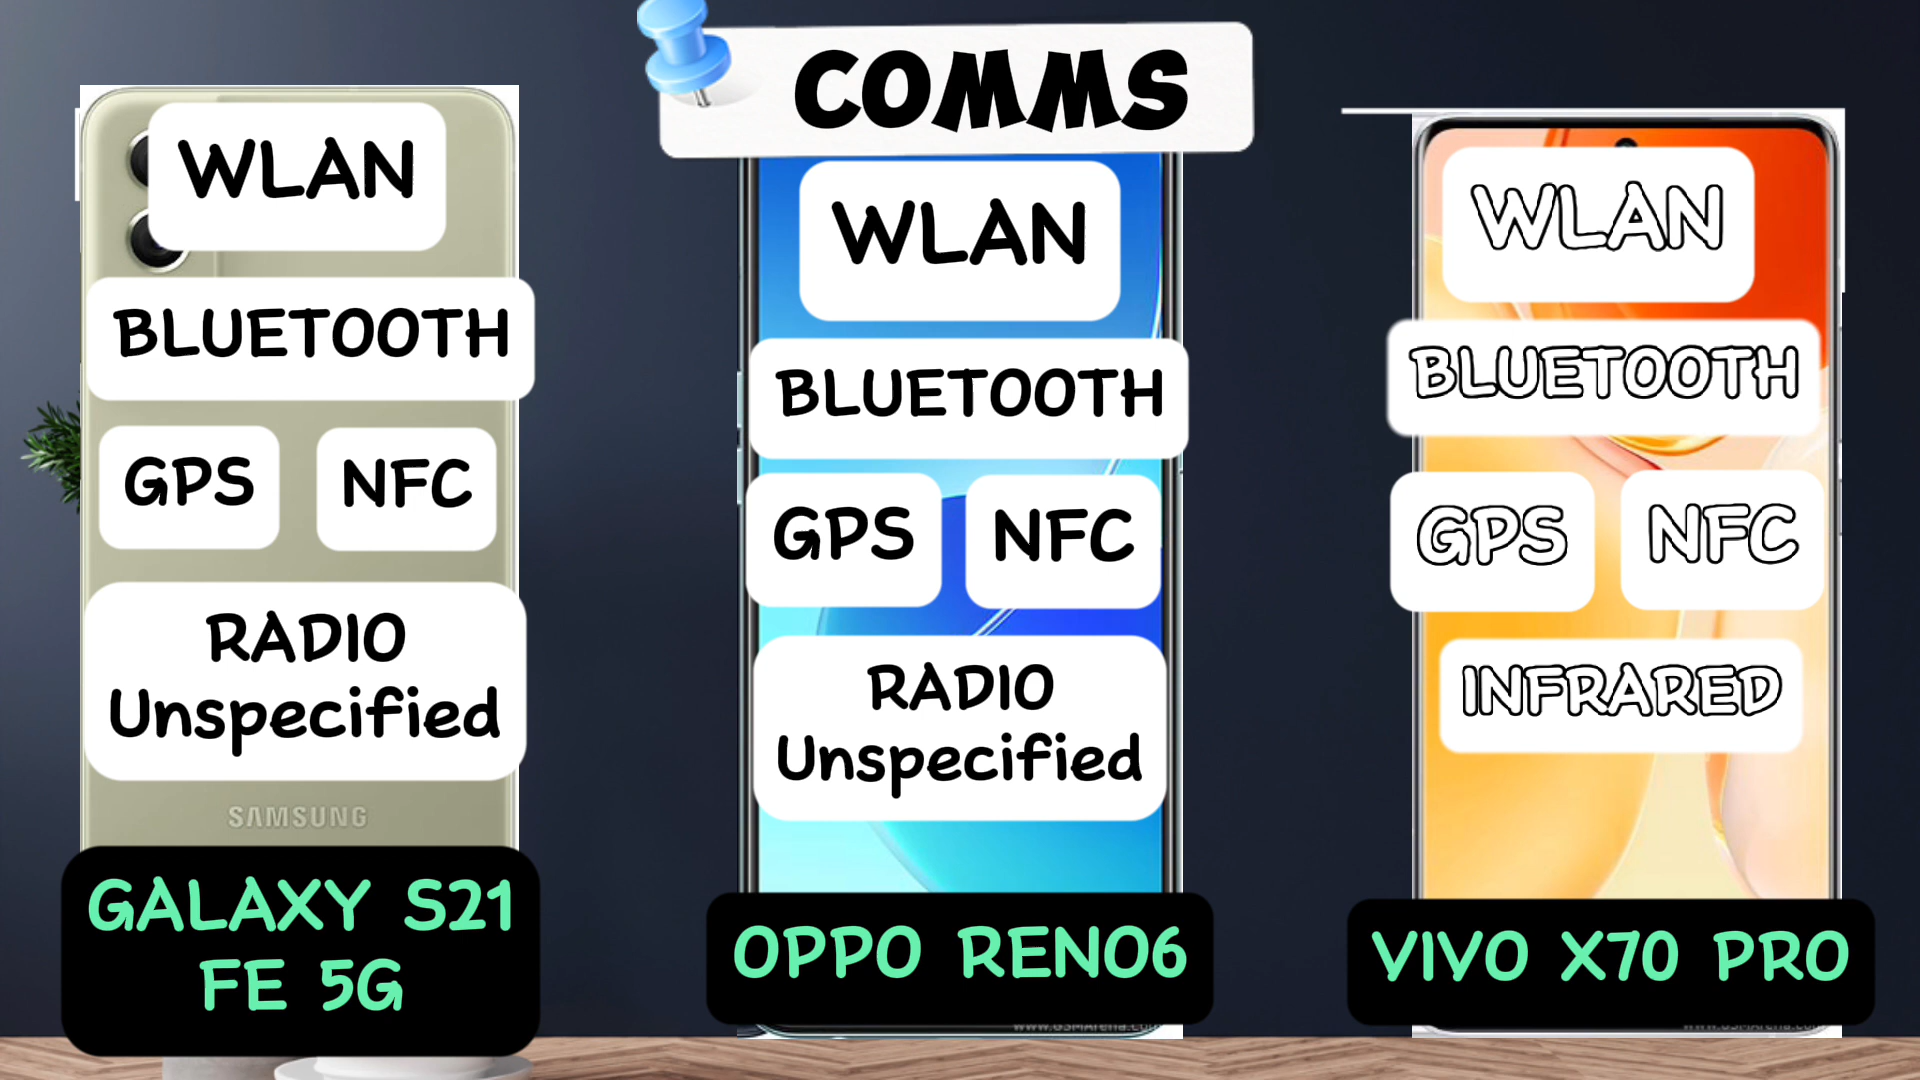 COMMS
WLAN
BLUETOOTH
GPS NFC
RADIO
Unspecified
SAMSUNG
GALAXY S21
FE 5G
WLAN
BLUETOOTH
GPS NFC
RADIO
Unspecified
OPPO RENO6
WLAN
BLUETOOTH
GPS NFC
INFRARED
VIVO X70 PRO